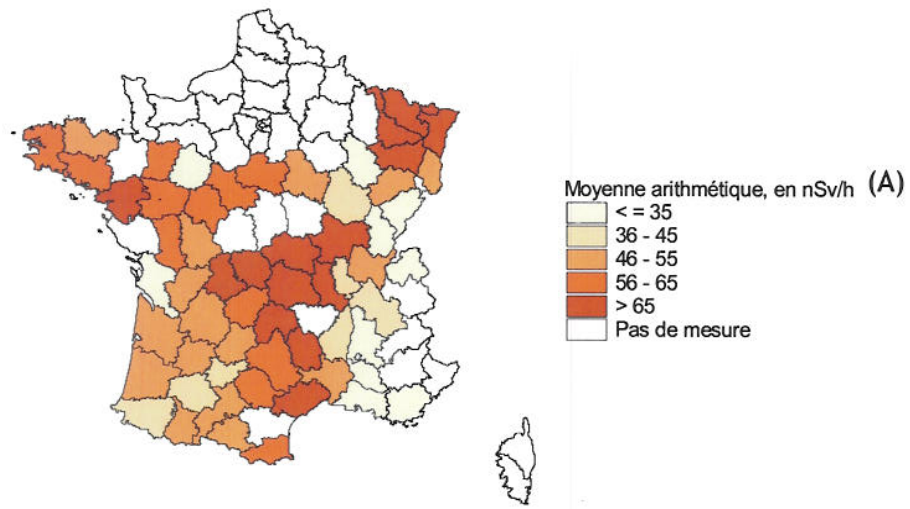 Moyenne arithmétique, en nSv/h (A)
< = 35
36 - 45
46 - 55
56 - 65
> 65
Pas de mesure